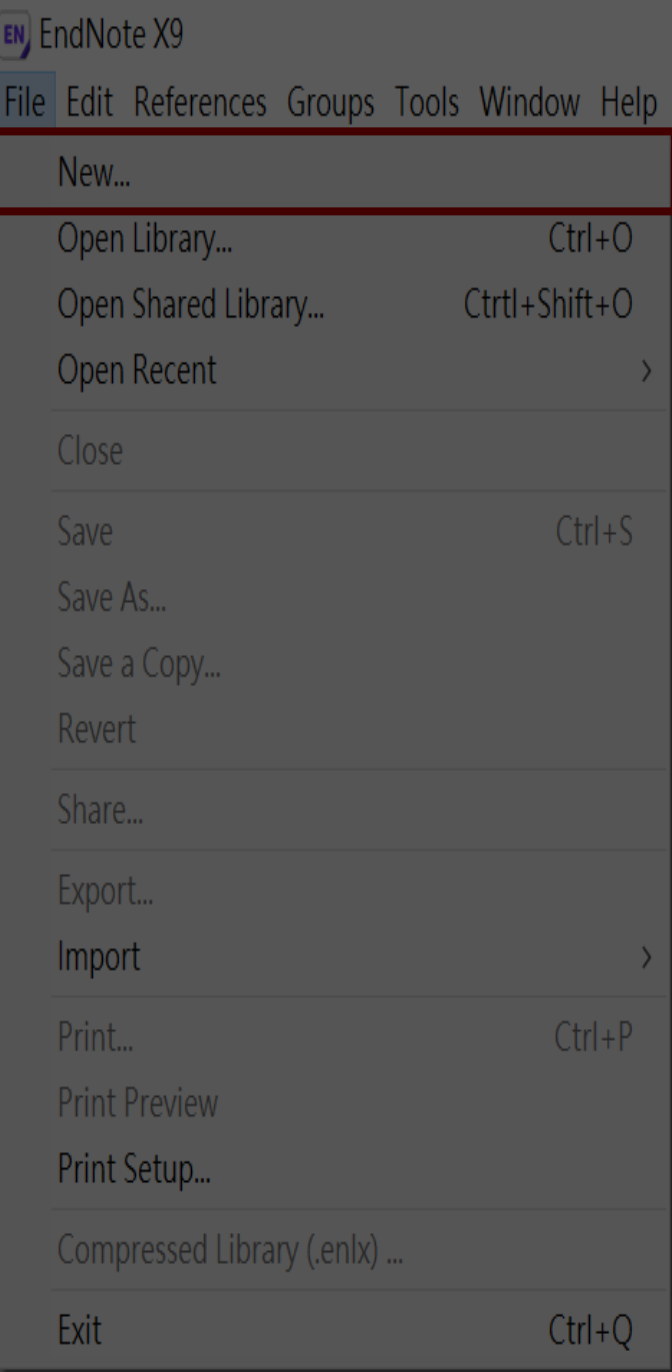 EN EndNote X9
File Edit References Groups Tools Window Help
New...
Open Library... Ctrl+O
Open Shared Library... Ctrtl+Shift+O
Open Recent >
Close
Save Ctrl+S
Save As...
Save a Copy...
Revert
Share...
Export...
Import >
Print... Ctrl+P
Print Preview
Print Setup...
Compressed Library (.enlx) ...
Exit Ctrl+Q